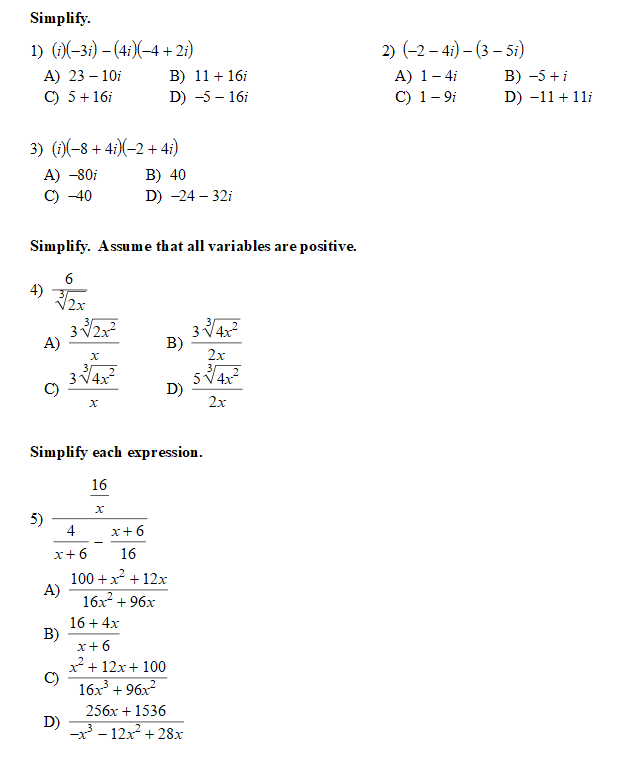 Simplify.
1) (i)(−3i) − (4i)(−4 + 2i)
A) 23 − 10i B) 11 + 16i
C) 5 + 16i D) −5 − 16i
2) (−2 − 4i) − (3 − 5i)
A) 1 − 4i B) −5 + i
C) 1 − 9i D) −11 + 11i
3) (i)(−8 + 4i)(−2 + 4i)
A) −80i B) 40
C) −40 D) −24 − 32i
Simplify. Assume that all variables are positive.
4) 6 / ∛(2x)
A) 3∛(2x²) / x B) 3∛(4x²) / 2x
C) 3∛(4x²) / x D) 5∛(4x²) / 2x
Simplify each expression.
5) (16 / x) / (4 / (x + 6) − (x + 6) / 16)
A) (100 + x² + 12x) / (16x² + 96x)
B) (16 + 4x) / (x + 6)
C) (x² + 12x + 100) / (16x³ + 96x²)
D) (256x + 1536) / (−x³ − 12x² + 28x)